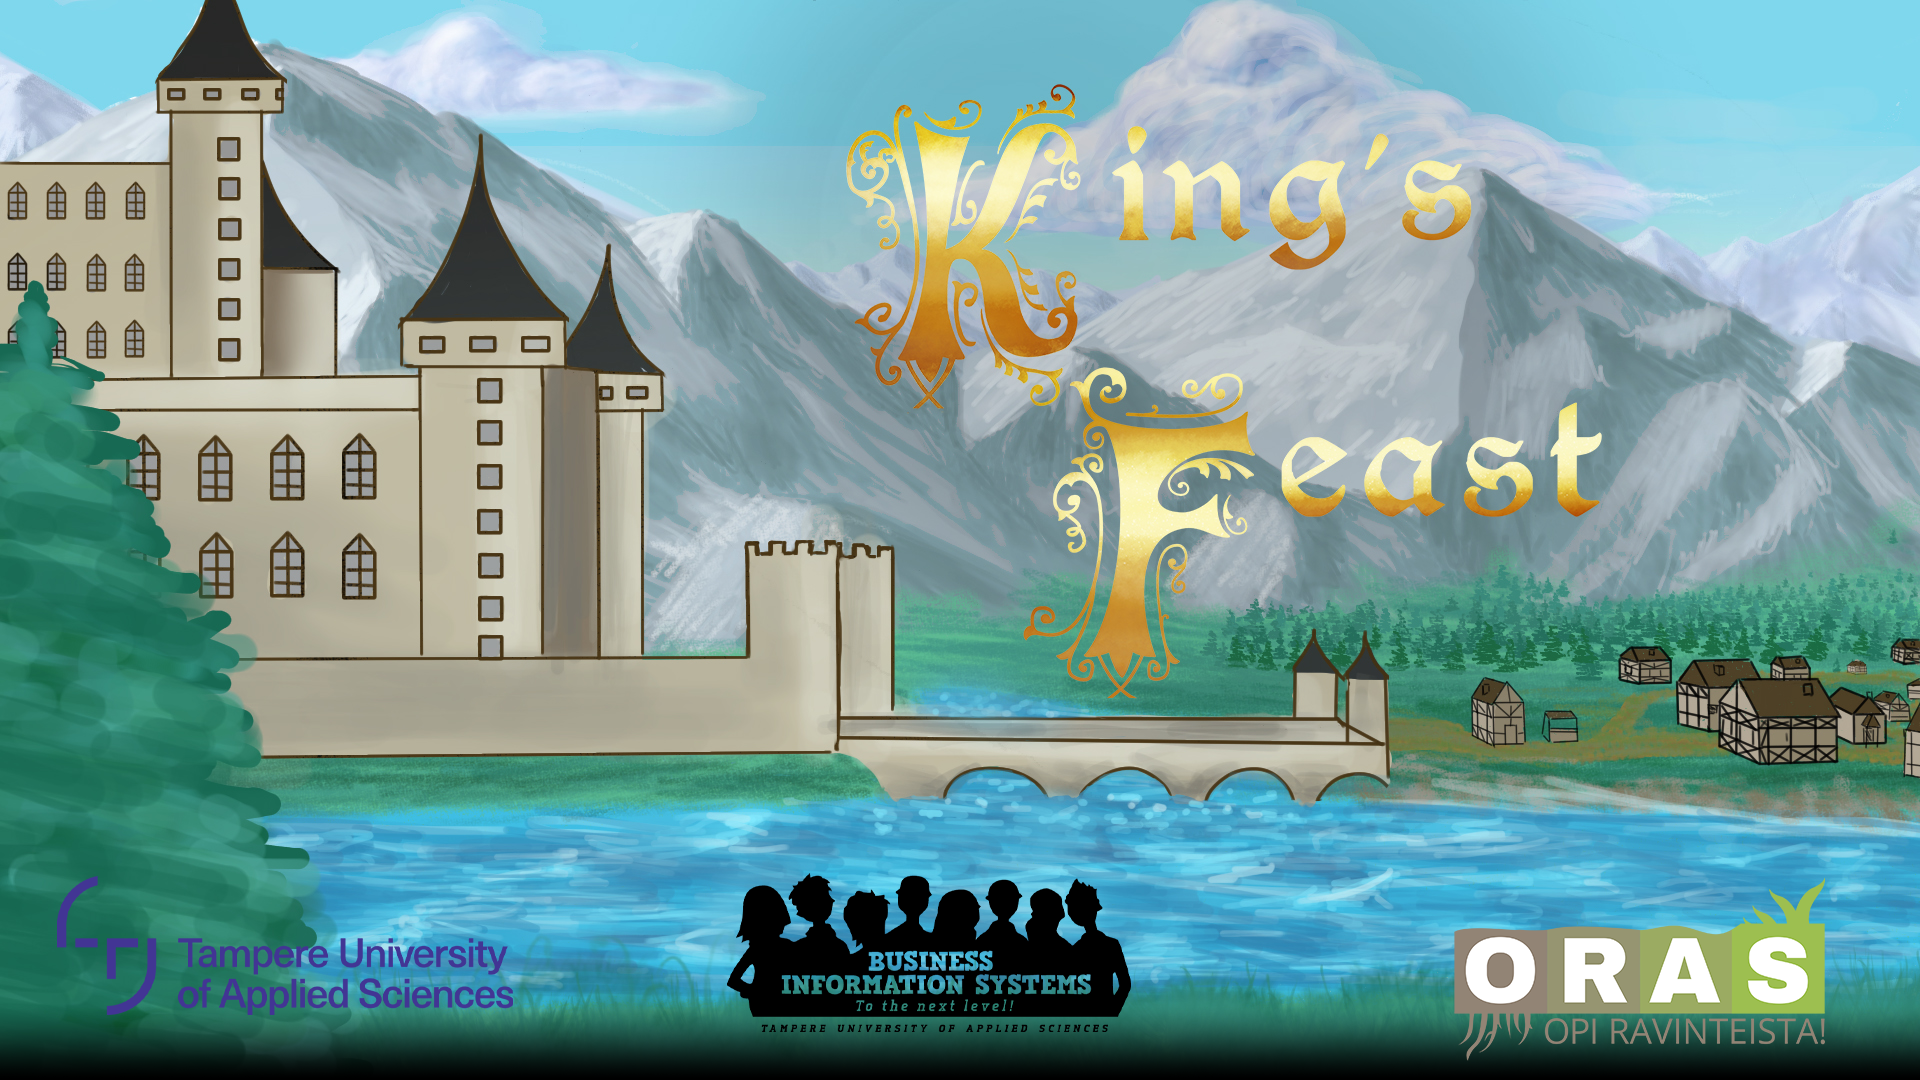 King's
Feast
Tampere University
of Applied Sciences
BUSINESS
INFORMATION SYSTEMS
To the next level!
TAMPERE UNIVERSITY OF APPLIED SCIENCES
ORAS
OPI RAVINTEISTA!